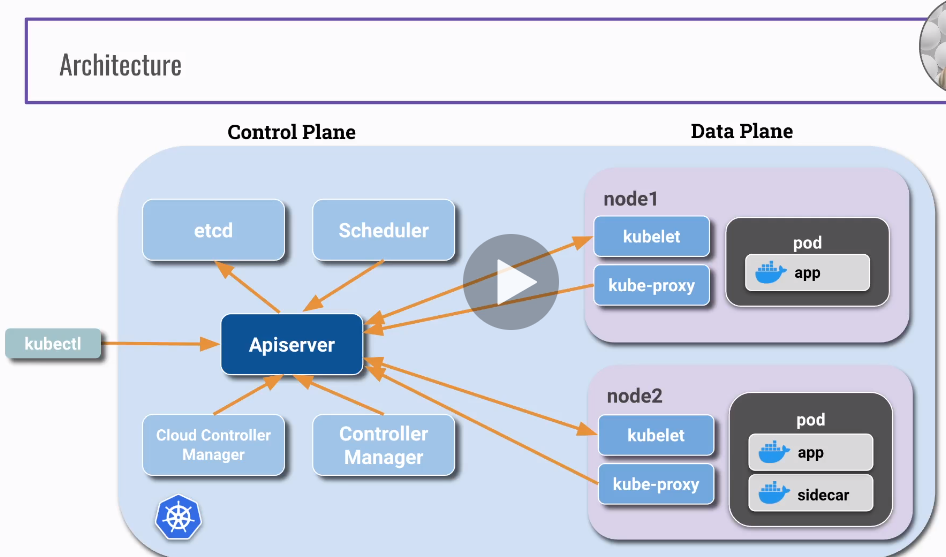 Architecture
Control Plane
Data Plane
etcd
Scheduler
kubectl
Apiserver
Cloud Controller
Manager
Controller
Manager
node1
kubelet
kube-proxy
pod
app
node2
kubelet
kube-proxy
pod
app
sidecar